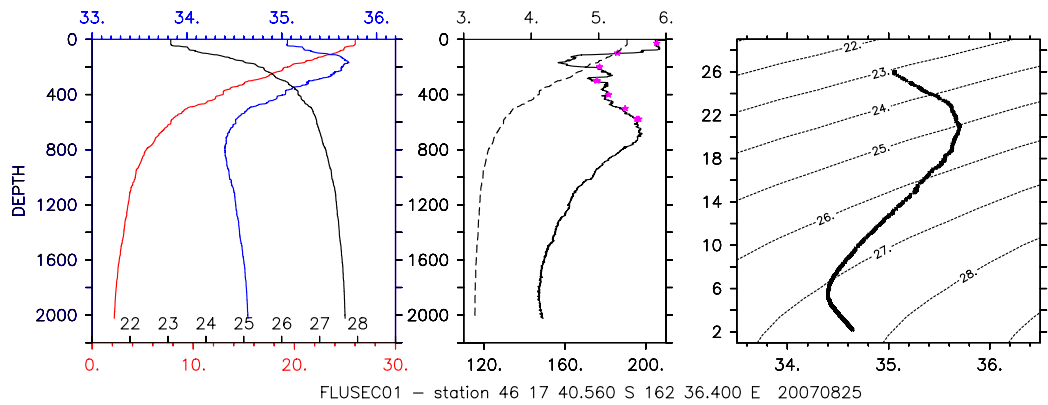 33. 34. 35. 36.
3. 4. 5. 6.
0 400 800 1200 1600 2000
DEPTH
22 23 24 25 26 27 28
0. 10. 20. 30.
0 400 800 1200 1600 2000
120. 160. 200.
26 22 18 14 10 6 2
22. 23. 24. 25. 26. 27. 28.
34. 35. 36.
FLUSEC01 – station 46 17 40.560 S 162 36.400 E 20070825